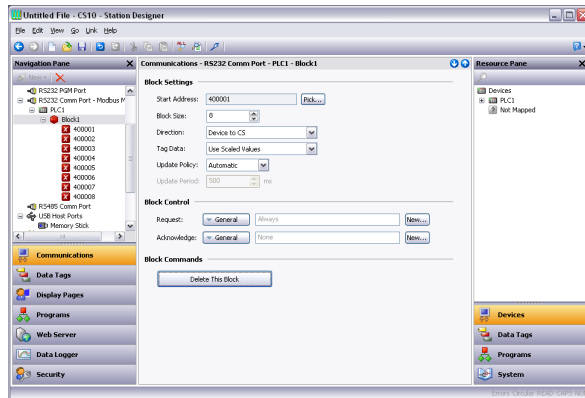 Untitled File - CS10 - Station Designer
File Edit View Go Link Help
Navigation Pane
New
RS232 PGM Port
RS232 Comm Port - Modbus M
PLC1
Block1
400001
400002
400003
400004
400005
400006
400007
400008
RS485 Comm Port
USB Host Ports
Memory Stick
Communications
Data Tags
Display Pages
Programs
Web Server
Data Logger
Security
Communications - RS232 Comm Port - PLC1 - Block1
Block Settings
Start Address: 400001 Pick...
Block Size: 8
Direction: Device to CS
Tag Data: Use Scaled Values
Update Policy: Automatic
Update Period: 500 ms
Block Control
Request: General Always New...
Acknowledge: General None New...
Block Commands
Delete This Block
Resource Pane
Devices
PLC1
Not Mapped
Devices
Data Tags
Programs
System
Errors Circular READ CAPS